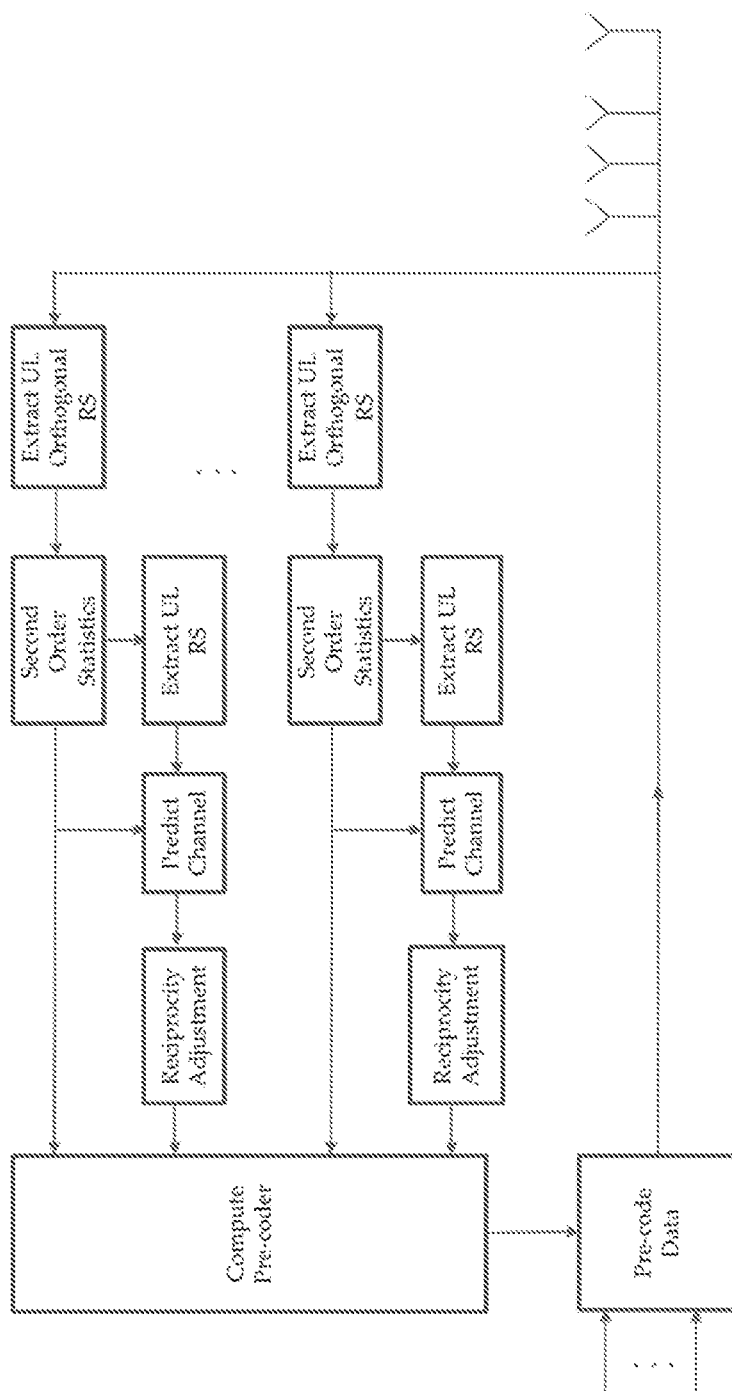 Extract UL
Orthogonal
RS
Second
Order
Statistics
Extract UL
RS
Predict
Channel
Reciprocity
Adjustment
. . .
Extract UL
Orthogonal
RS
Second
Order
Statistics
Extract UL
RS
Predict
Channel
Reciprocity
Adjustment
Compute
Pre-coder
Pre-code
Data
. . .